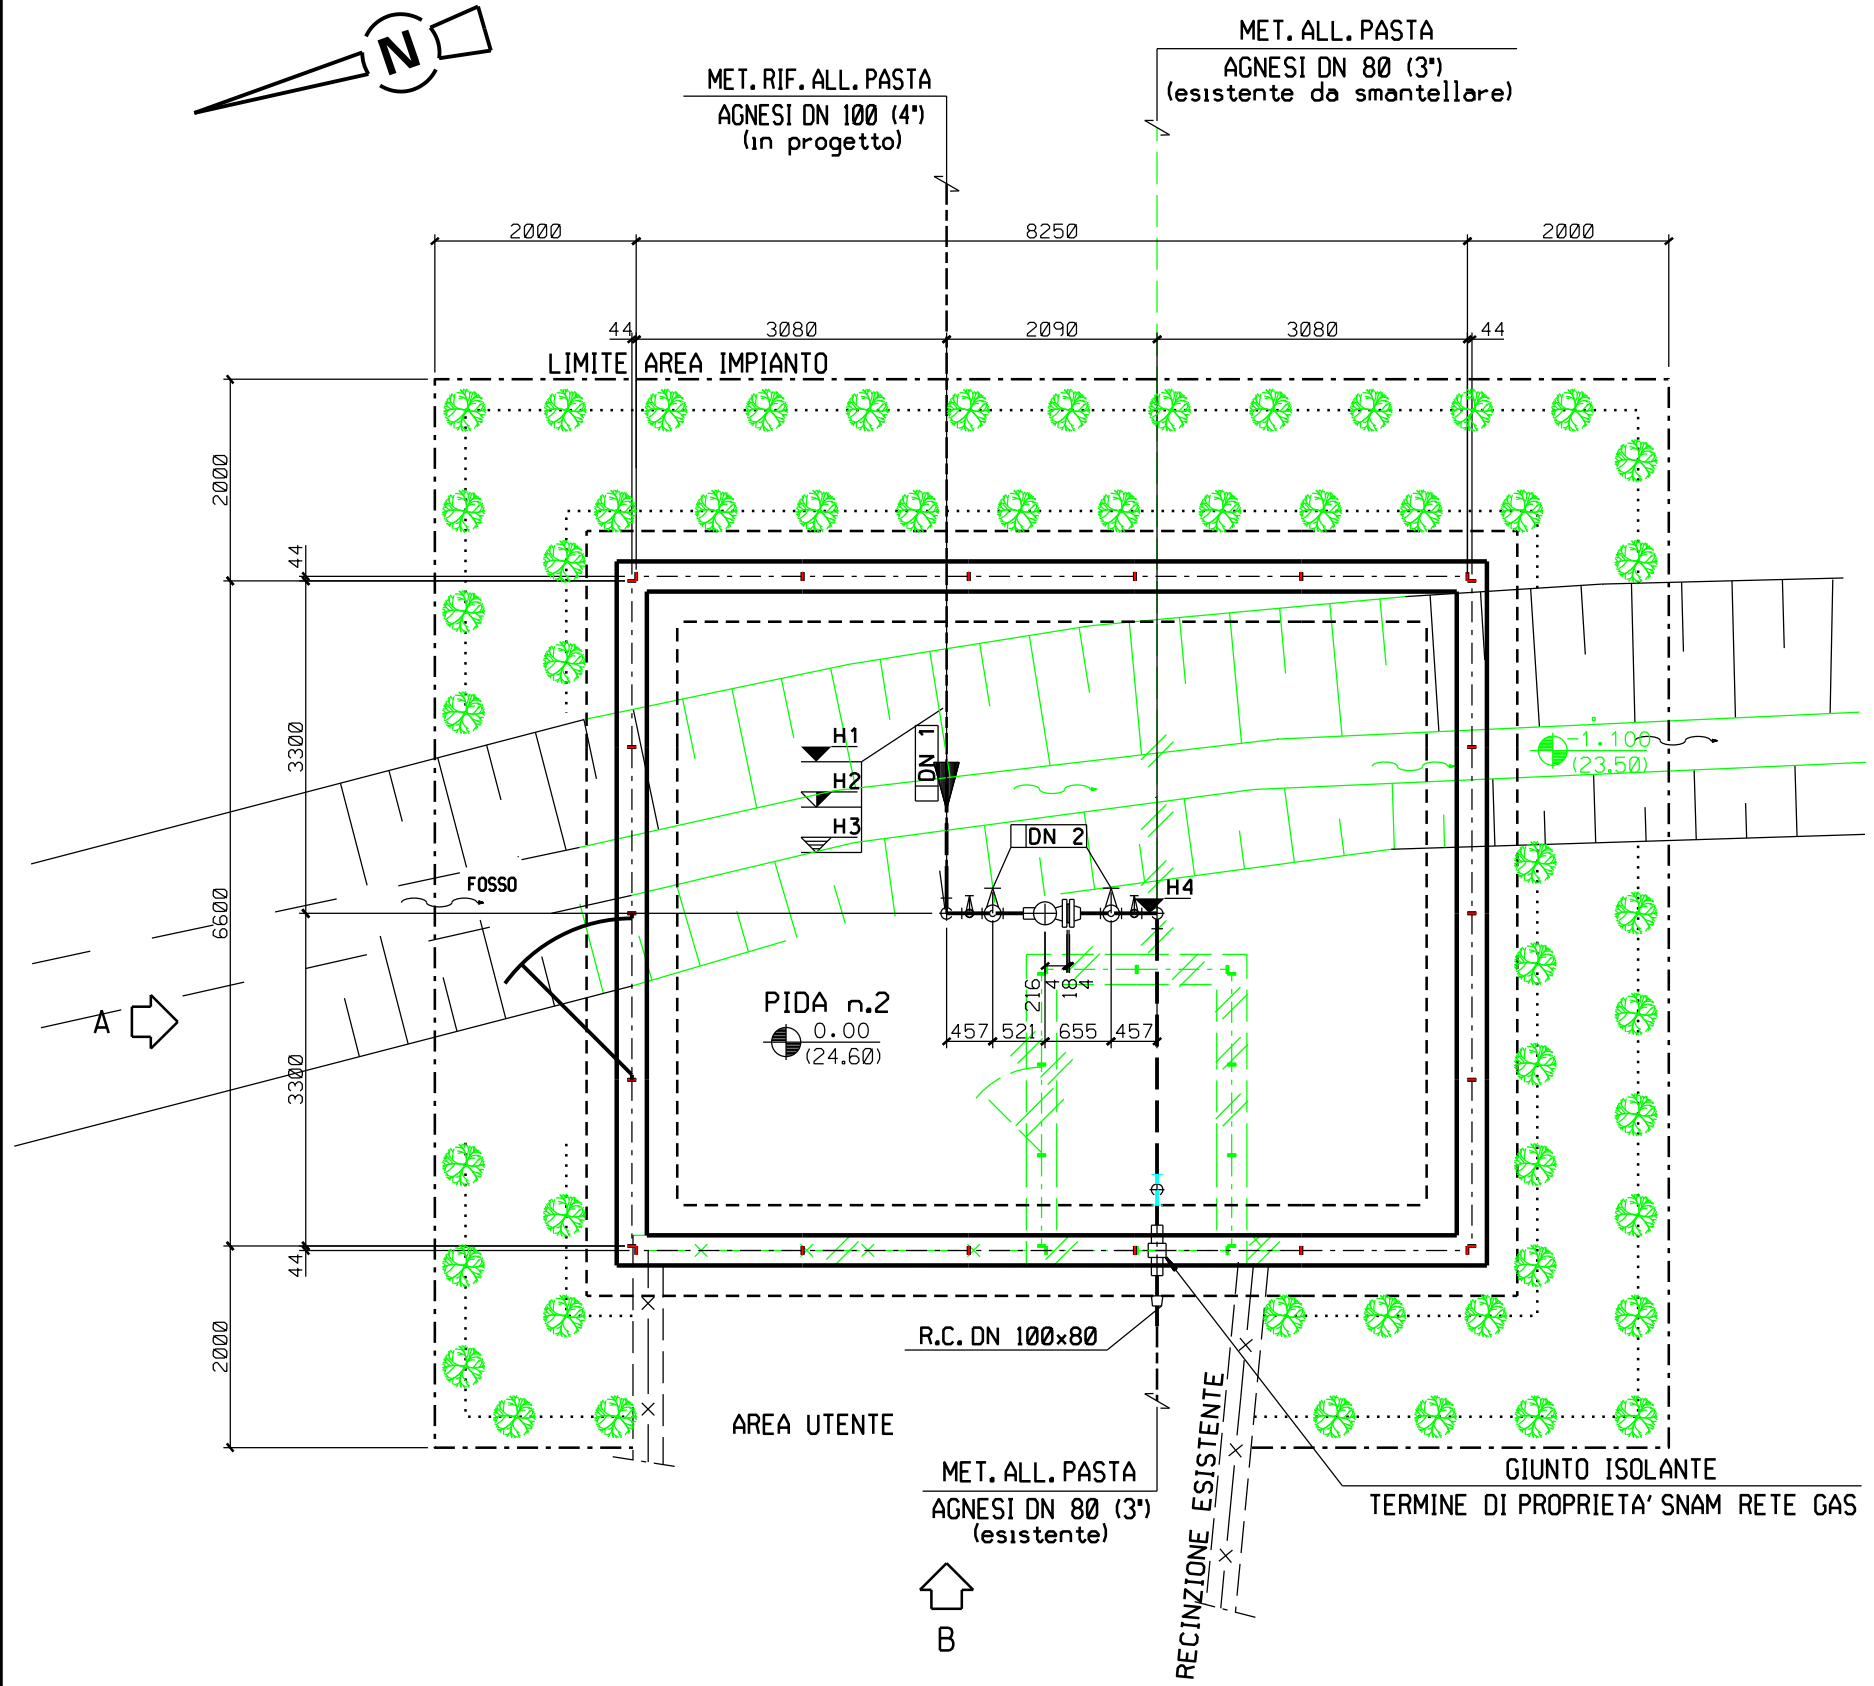 N
MET. ALL. PASTA
AGNESI DN 80 (3")
(esistente da smantellare)
MET. RIF. ALL. PASTA
AGNESI DN 100 (4")
(in progetto)
2000
8250
2000
44
3080
2090
3080
44
LIMITE AREA IMPIANTO
2000
44
3300
6600
3300
44
2000
H1
H2
H3
DN 1
DN 2
H4
-1.100
(23.50)
FOSSO
A
PIDA n.2
0.00
(24.60)
216
4
18
4
457
521
655
457
R.C. DN 100x80
AREA UTENTE
RECINZIONE ESISTENTE
MET. ALL. PASTA
AGNESI DN 80 (3")
(esistente)
GIUNTO ISOLANTE
TERMINE DI PROPRIETA' SNAM RETE GAS
B